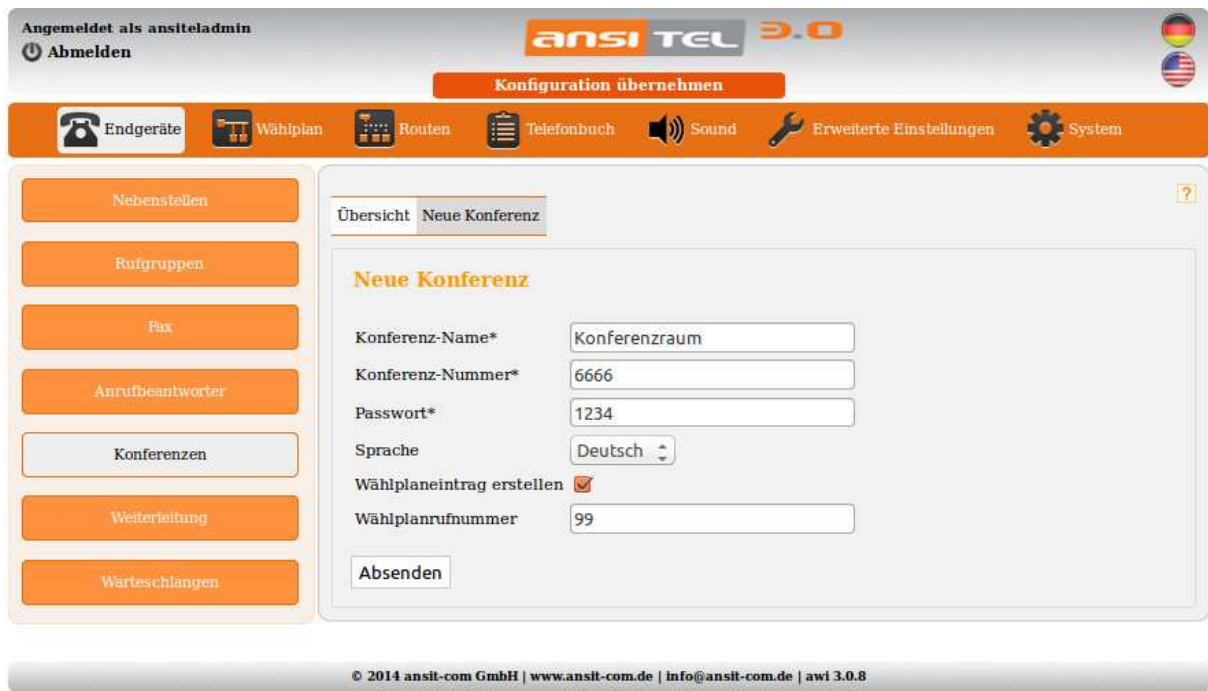 Angemeldet als ansiteladmin
Abmelden
ansi TEL 3.0
Konfiguration übernehmen
Endgeräte Wählplan Routen Telefonbuch Sound Erweiterte Einstellungen System
Nebenstellen
Rufgruppen
Fax
Anrufbeantworter
Konferenzen
Weiterleitung
Warteschlangen
?
Übersicht Neue Konferenz
Neue Konferenz
Konferenz-Name* Konferenzraum
Konferenz-Nummer* 6666
Passwort* 1234
Sprache Deutsch
Wählplaneintrag erstellen
Wählplanrufnummer 99
Absenden
© 2014 ansit-com GmbH | www.ansit-com.de | info@ansit-com.de | awi 3.0.8